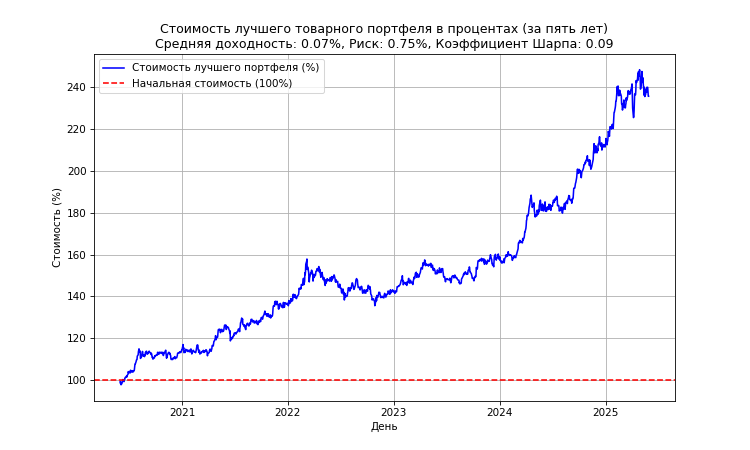 Стоимость лучшего товарного портфеля в процентах (за пять лет)
Средняя доходность: 0.07%, Риск: 0.75%, Коэффициент Шарпа: 0.09
Стоимость лучшего портфеля (%)
Начальная стоимость (100%)
Стоимость (%)
240
220
200
180
160
140
120
100
2021
2022
2023
2024
2025
День